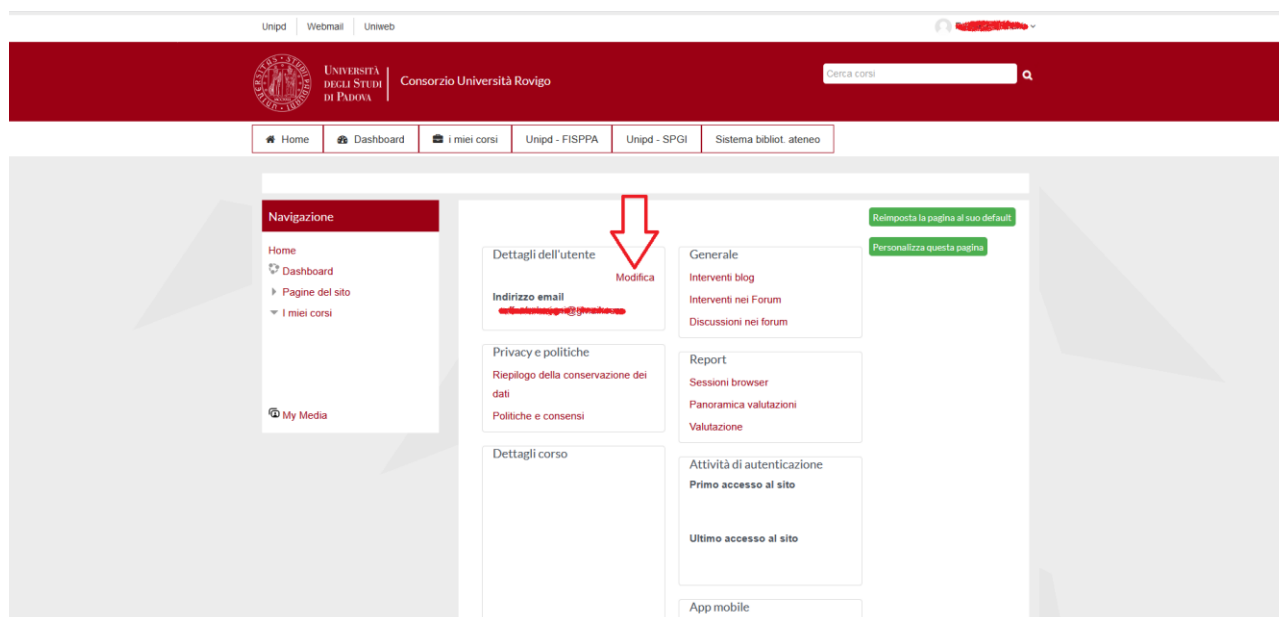 Unipd Webmail Uniweb
UNIVERSITÀ
DEGLI STUDI
DI PADOVA
Consorzio Università Rovigo
Cerca corsi
Home Dashboard i miei corsi Unipd - FISPPA Unipd - SPGI Sistema bibliot. ateneo
Navigazione
Home
Dashboard
Pagine del sito
I miei corsi
My Media
Dettagli dell'utente
Modifica
Indirizzo email
Privacy e politiche
Riepilogo della conservazione dei
dati
Politiche e consensi
Dettagli corso
Generale
Interventi blog
Interventi nei Forum
Discussioni nei forum
Report
Sessioni browser
Panoramica valutazioni
Valutazione
Attività di autenticazione
Primo accesso al sito
Ultimo accesso al sito
App mobile
Reimposta la pagina al suo default
Personalizza questa pagina